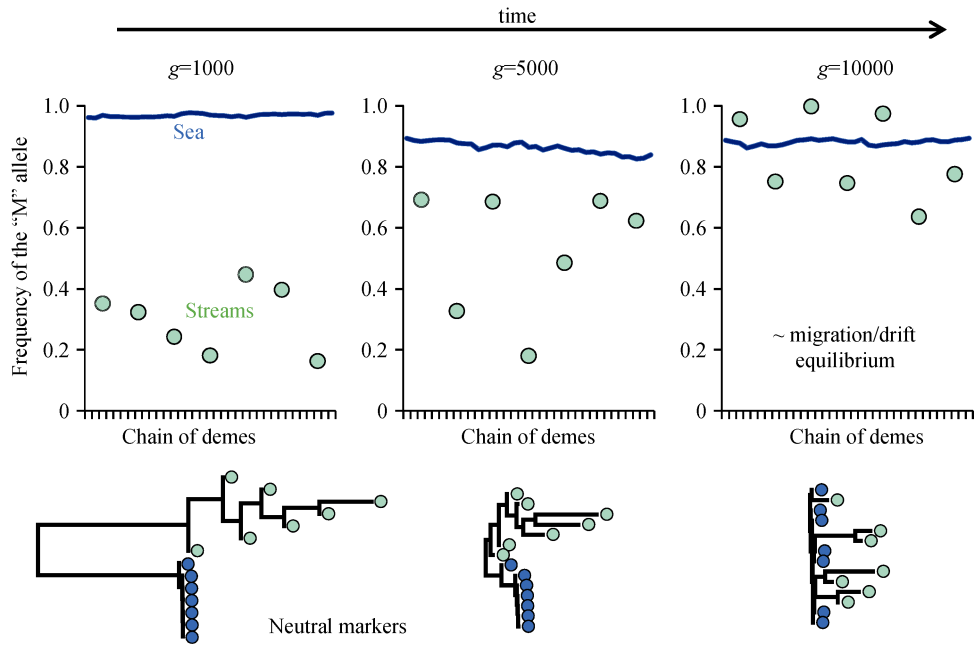 time
g=1000
g=5000
g=10000
Frequency of the “M” allele
1.0
0.8
0.6
0.4
0.2
0
Sea
Streams
Chain of demes
1.0
0.8
0.6
0.4
0.2
0
Chain of demes
1.0
0.8
0.6
0.4
0.2
0
~ migration/drift
equilibrium
Chain of demes
Neutral markers